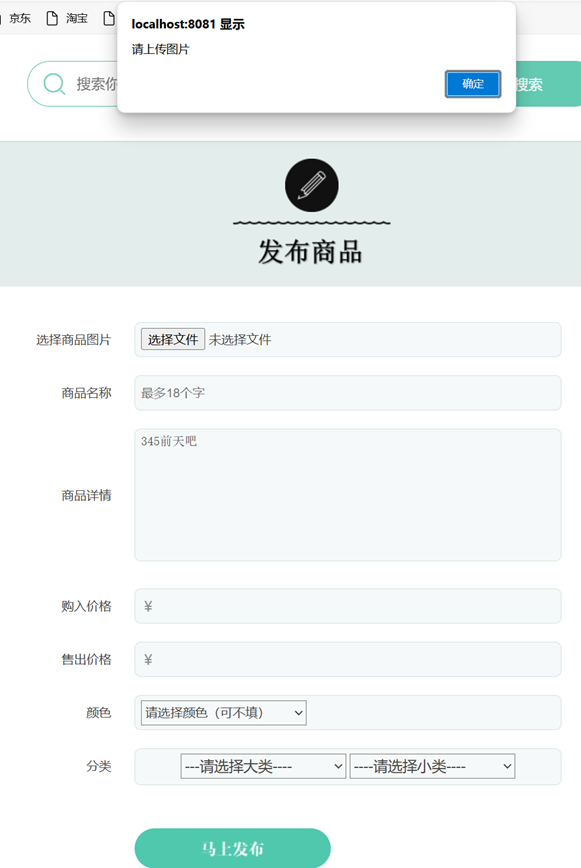 京东 淘宝
localhost:8081 显示
请上传图片
确定
搜索你
搜索
发布商品
选择商品图片 选择文件 未选择文件
商品名称 最多18个字
商品详情 345前天吧
购入价格 ￥
售出价格 ￥
颜色 请选择颜色（可不填）
分类 ---请选择大类---- ----请选择小类----
马上发布